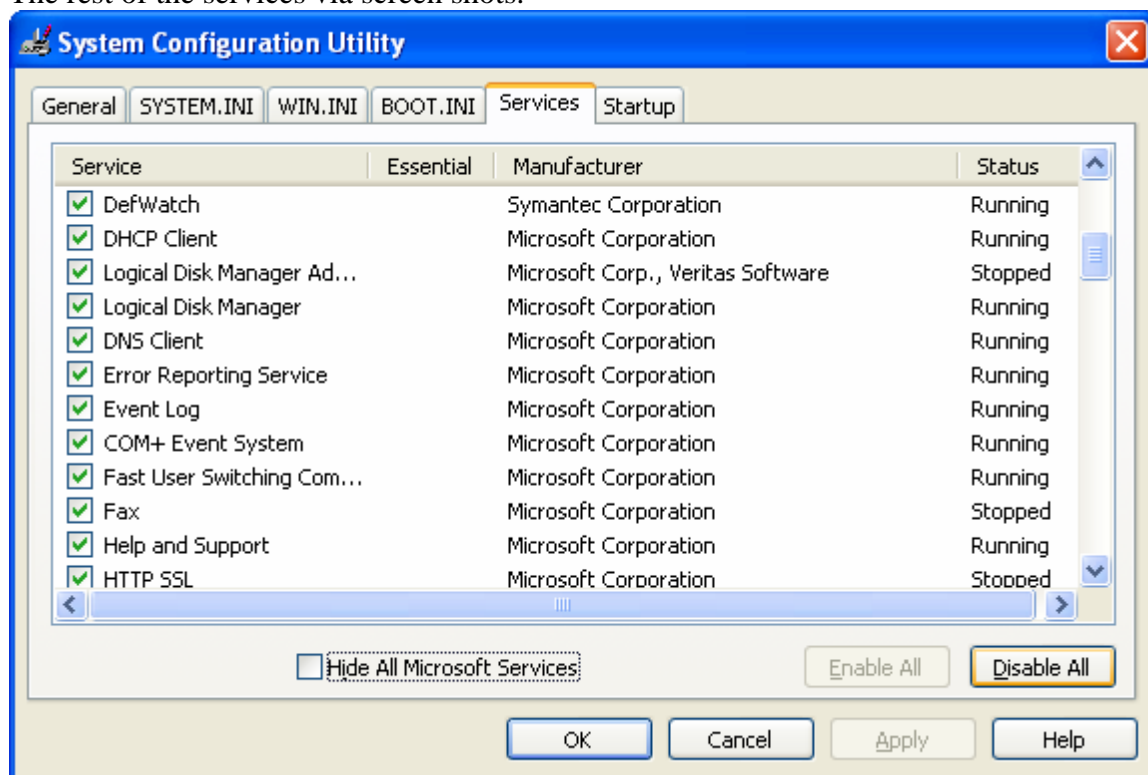 The rest of the services via screen shots.
System Configuration Utility
General SYSTEM.INI WIN.INI BOOT.INI Services Startup
Service Essential Manufacturer Status
DefWatch Symantec Corporation Running
DHCP Client Microsoft Corporation Running
Logical Disk Manager Ad... Microsoft Corp., Veritas Software Stopped
Logical Disk Manager Microsoft Corporation Running
DNS Client Microsoft Corporation Running
Error Reporting Service Microsoft Corporation Running
Event Log Microsoft Corporation Running
COM+ Event System Microsoft Corporation Running
Fast User Switching Com... Microsoft Corporation Running
Fax Microsoft Corporation Stopped
Help and Support Microsoft Corporation Running
HTTP SSL Microsoft Corporation Stopped
Hide All Microsoft Services Enable All Disable All
OK Cancel Apply Help